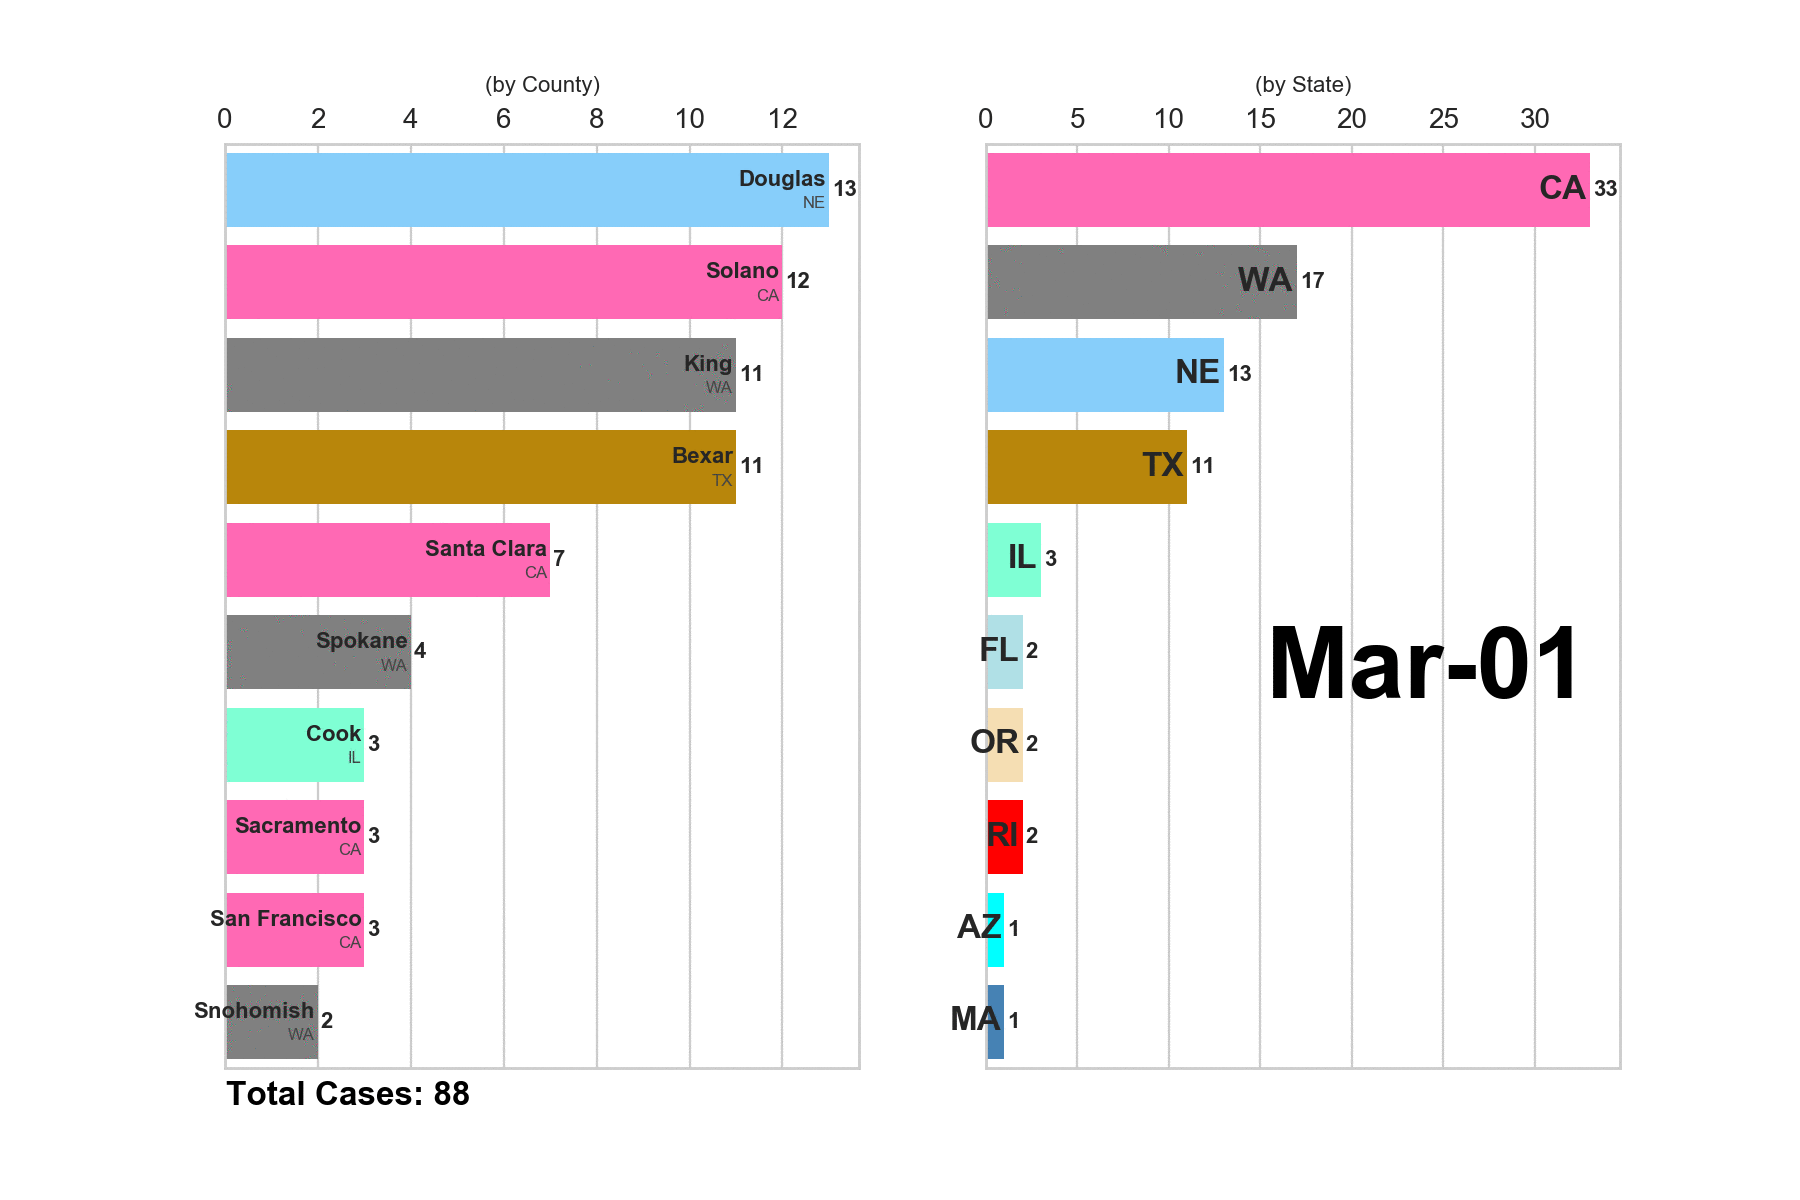 (by County)
0 2 4 6 8 10 12
Douglas
NE
13
Solano
CA
12
King
WA
11
Bexar
TX
11
Santa Clara
CA
7
Spokane
WA
4
Cook
IL
3
Sacramento
CA
3
San Francisco
CA
3
Snohomish
WA
2
Total Cases: 88
(by State)
0 5 10 15 20 25 30
CA 33
WA 17
NE 13
TX 11
IL 3
FL 2
Mar-01
OR 2
RI 2
AZ 1
MA 1